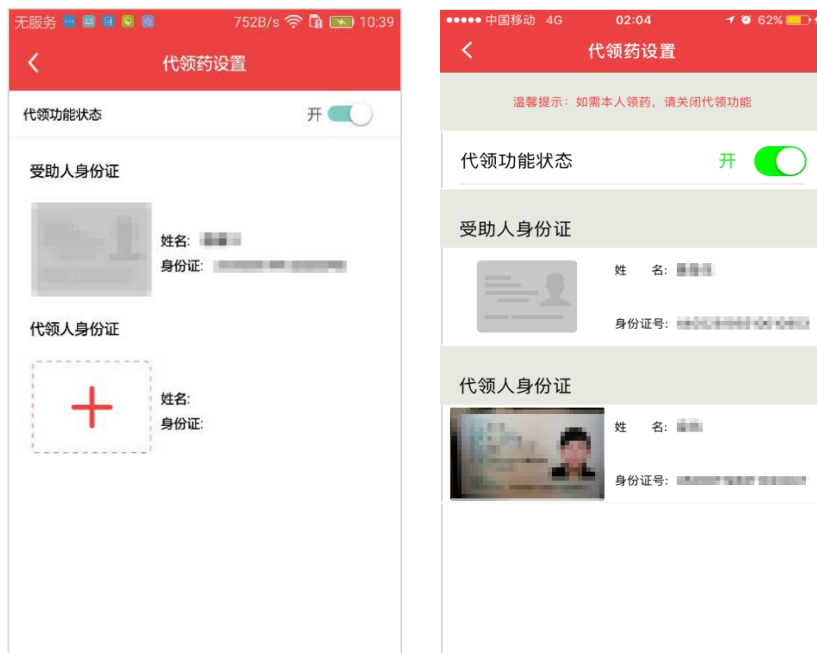 无服务 752B/s 10:39
代领药设置
代领功能状态 开
受助人身份证
姓名:
身份证:
代领人身份证
姓名:
身份证:
中国移动 4G 02:04 62%
代领药设置
温馨提示：如需本人领药，请关闭代领功能
代领功能状态 开
受助人身份证
姓 名:
身份证号:
代领人身份证
姓 名:
身份证号: